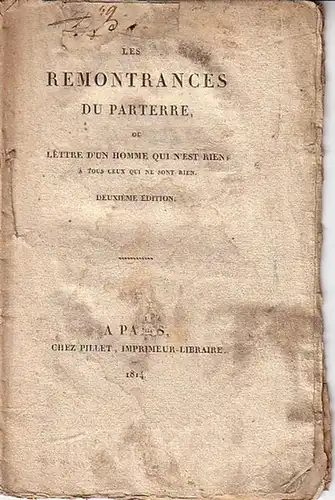 LES
REMONTRANCES
DU PARTERRE,
OU
LETTRE D'UN HOMME QUI N'EST RIEN,
A TOUS CEUX QUI NE SONT RIEN.
DEUXIÈME ÉDITION.
A PARIS,
CHEZ PILLET, IMPRIMEUR-LIBRAIRE
1814